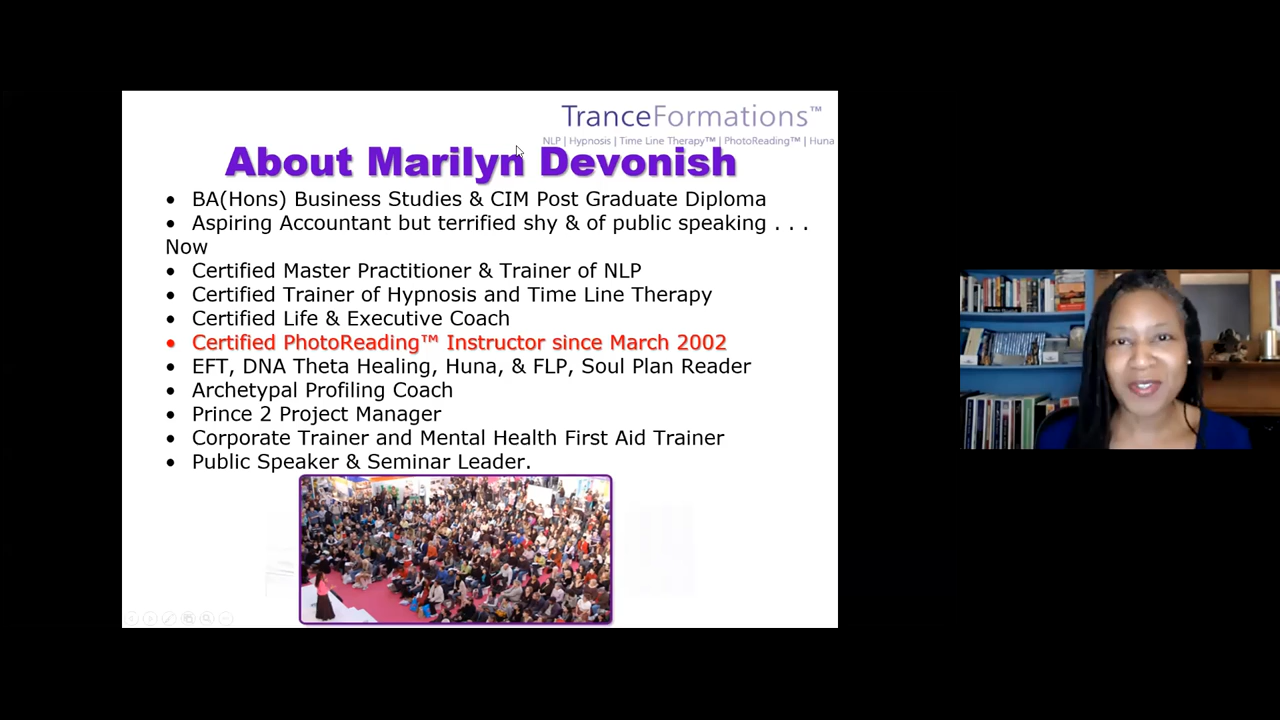 TranceFormations™
NLP | Hypnosis | Time Line Therapy™ | PhotoReading™ | Huna
About Marilyn Devonish
• BA(Hons) Business Studies & CIM Post Graduate Diploma
• Aspiring Accountant but terrified shy & of public speaking . . .
Now
• Certified Master Practitioner & Trainer of NLP
• Certified Trainer of Hypnosis and Time Line Therapy
• Certified Life & Executive Coach
• Certified PhotoReading™ Instructor since March 2002
• EFT, DNA Theta Healing, Huna, & FLP, Soul Plan Reader
• Archetypal Profiling Coach
• Prince 2 Project Manager
• Corporate Trainer and Mental Health First Aid Trainer
• Public Speaker & Seminar Leader.